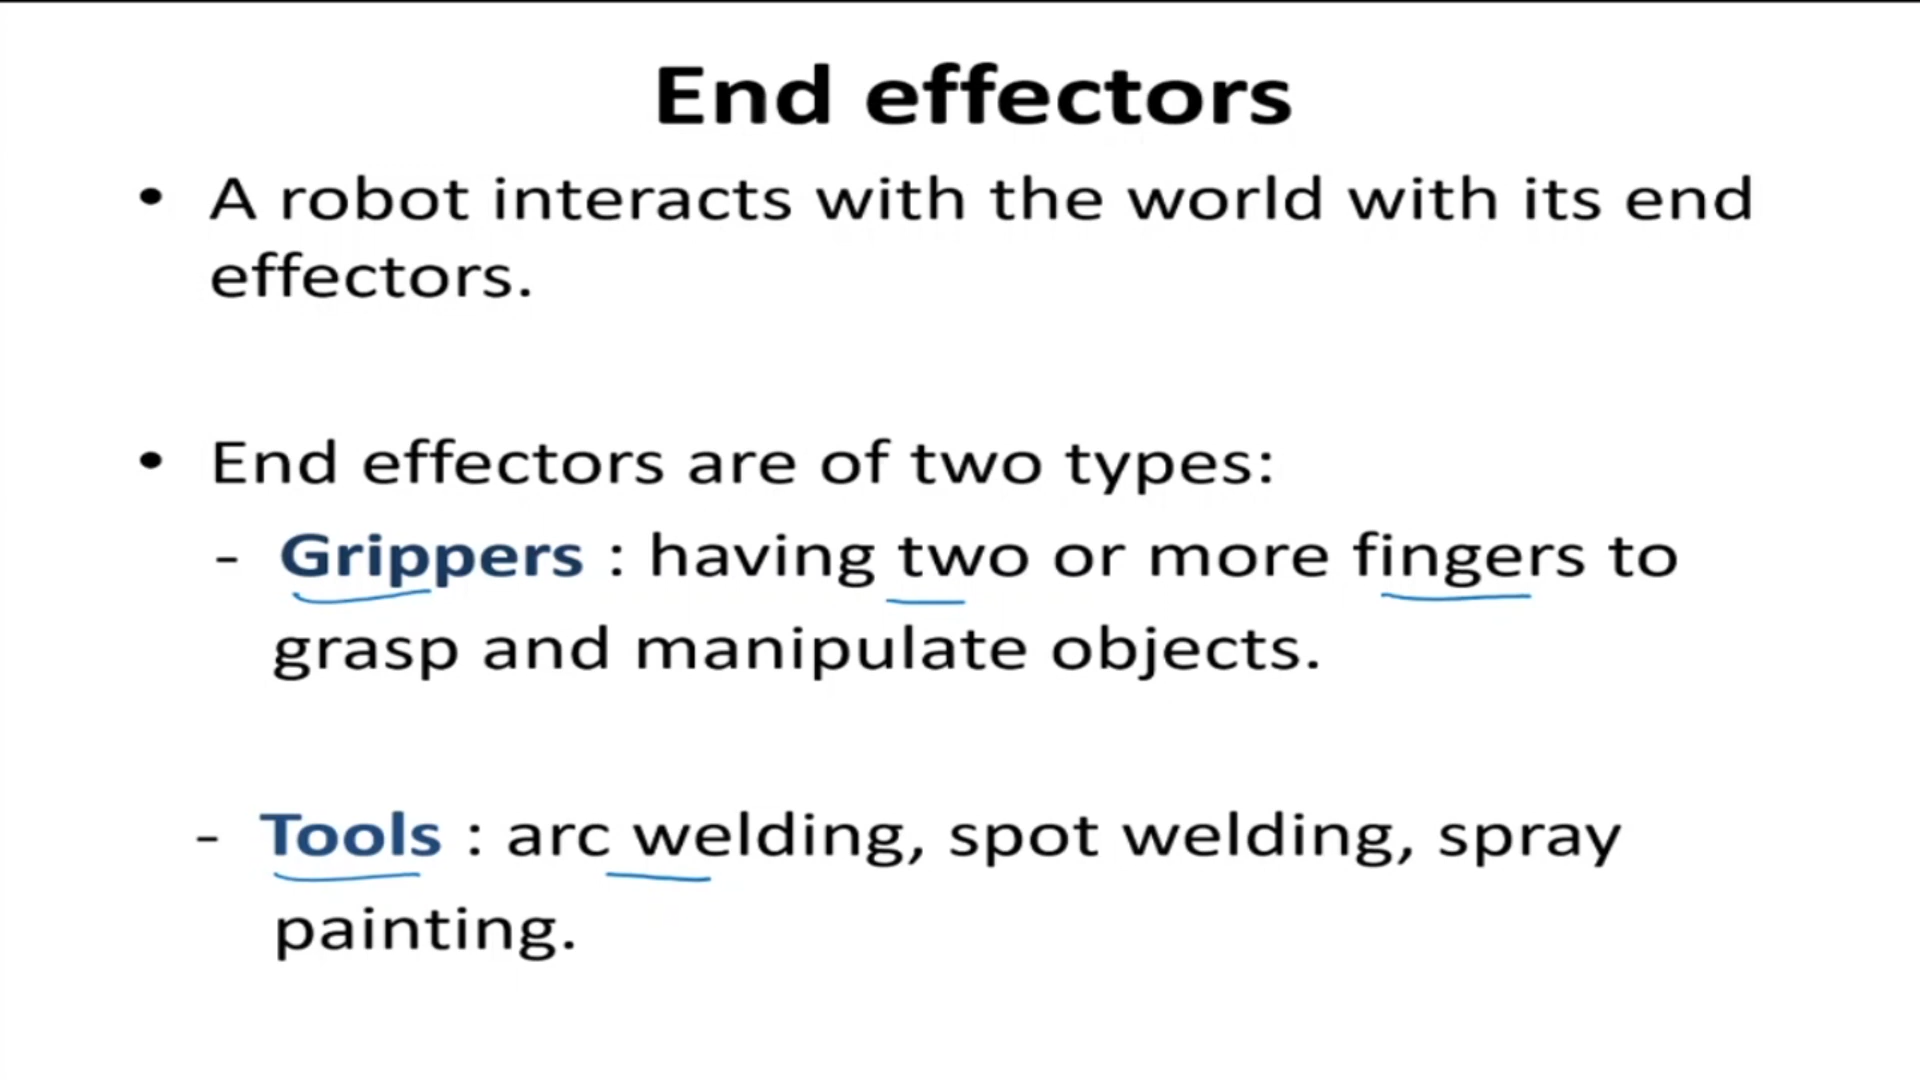 End effectors
• A robot interacts with the world with its end
effectors.
• End effectors are of two types:
- Grippers : having two or more fingers to
grasp and manipulate objects.
- Tools : arc welding, spot welding, spray
painting.